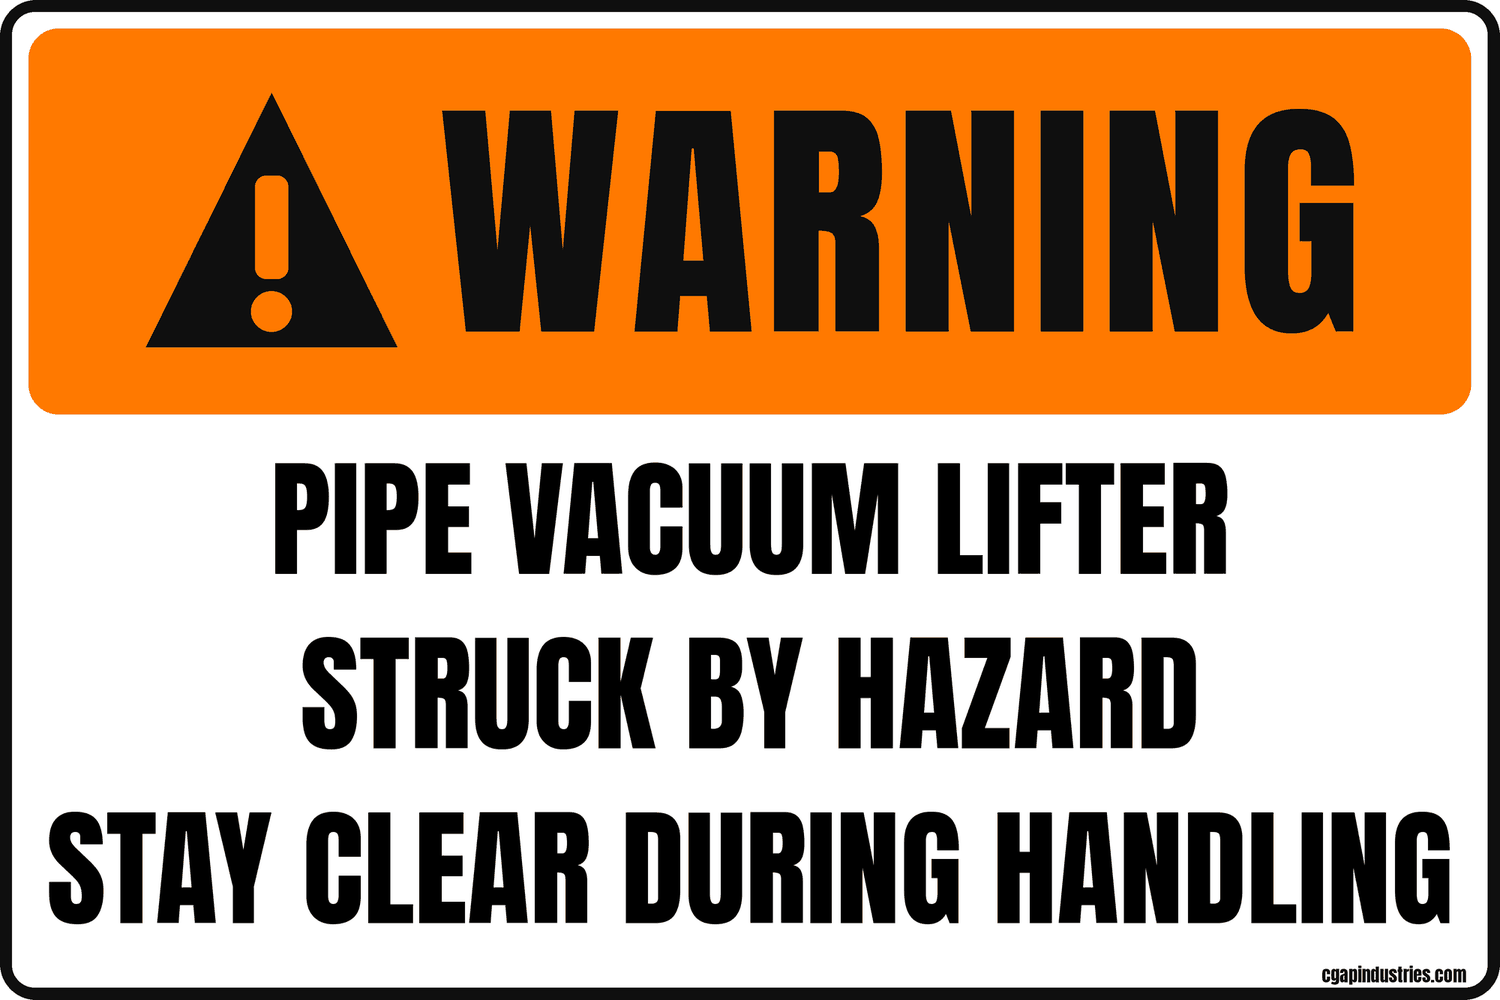 WARNING
PIPE VACUUM LIFTER
STRUCK BY HAZARD
STAY CLEAR DURING HANDLING
cgapindustries.com